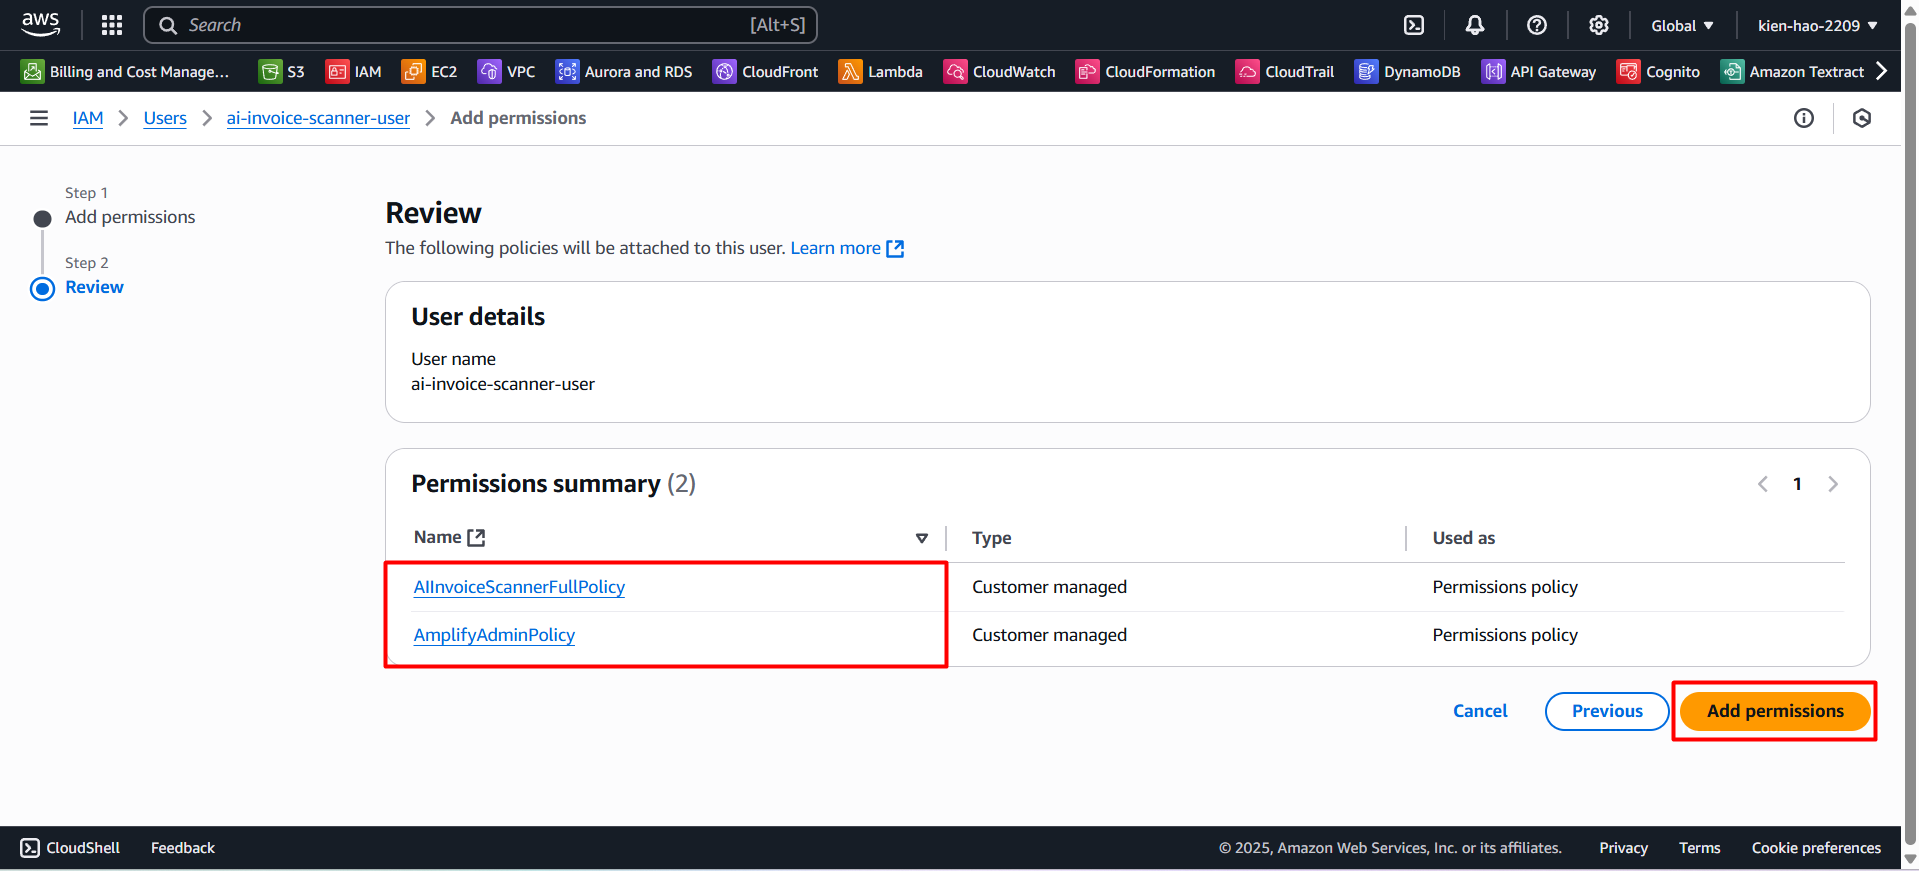 aws
Search [Alt+S]
Global kien-hao-2209
Billing and Cost Manage... S3 IAM EC2 VPC Aurora and RDS CloudFront Lambda CloudWatch CloudFormation CloudTrail DynamoDB API Gateway Cognito Amazon Textract
IAM Users ai-invoice-scanner-user Add permissions
Step 1
Add permissions
Step 2
Review
Review
The following policies will be attached to this user. Learn more
User details
User name
ai-invoice-scanner-user
Permissions summary (2)
1
Name Type Used as
AIInvoiceScannerFullPolicy Customer managed Permissions policy
AmplifyAdminPolicy Customer managed Permissions policy
Cancel Previous Add permissions
CloudShell Feedback © 2025, Amazon Web Services, Inc. or its affiliates. Privacy Terms Cookie preferences